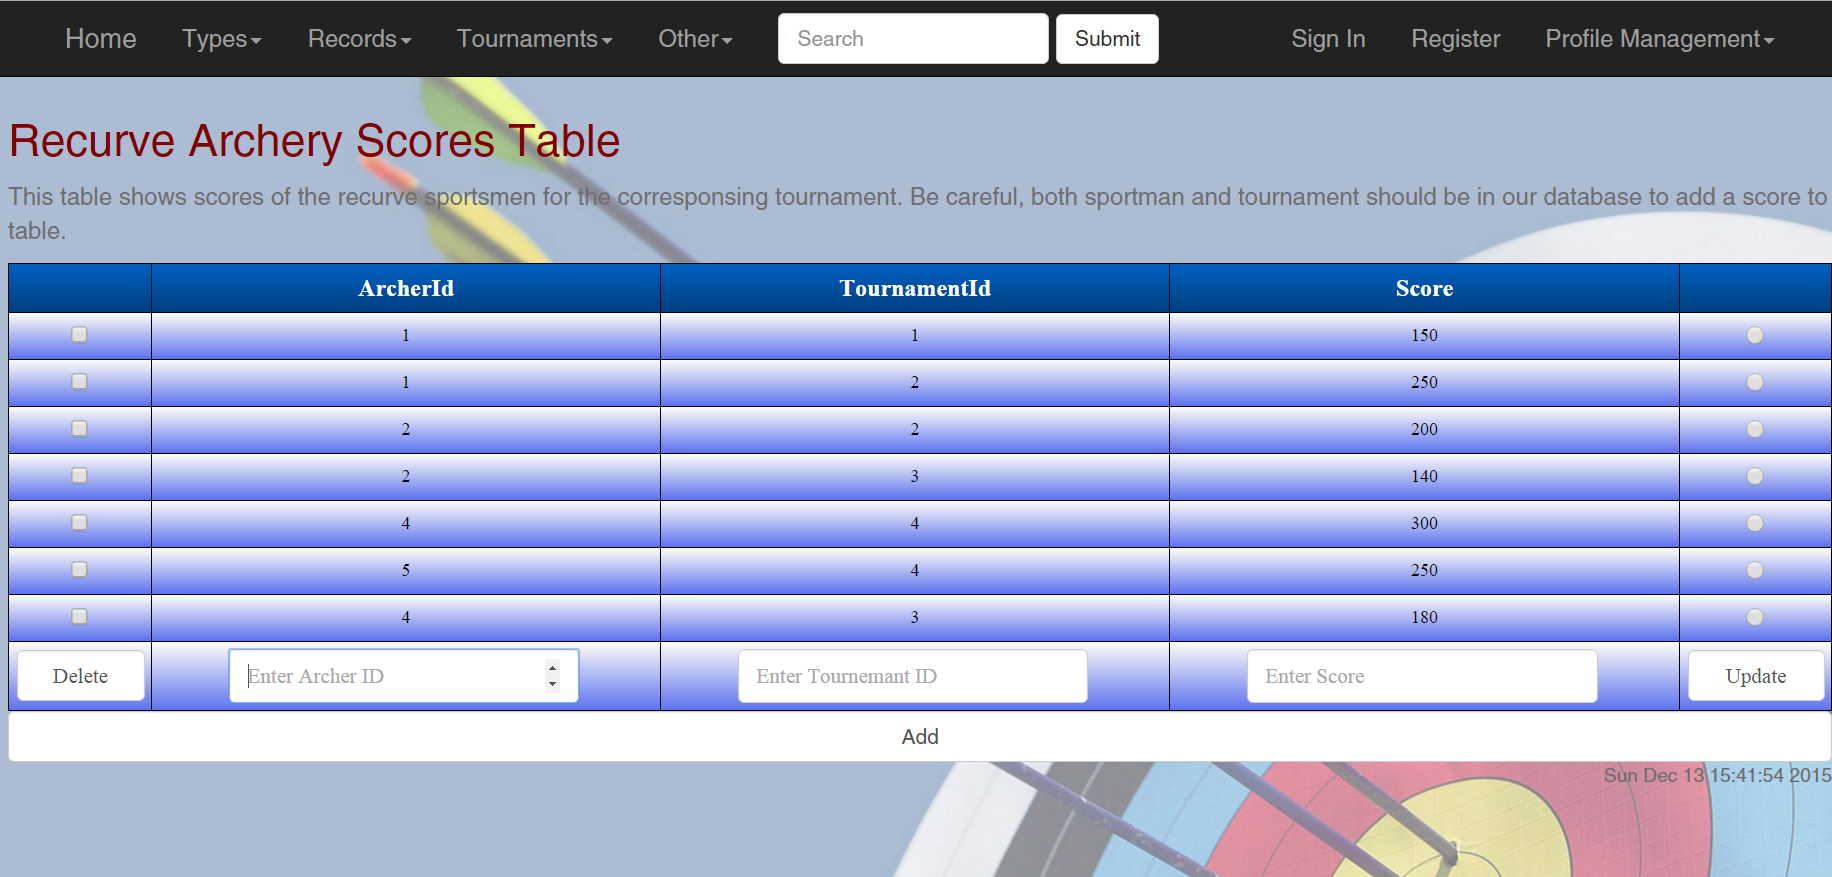 Home Types Records Tournaments Other Search Submit Sign In Register Profile Management
Recurve Archery Scores Table
This table shows scores of the recurve sportsmen for the corresponsing tournament. Be careful, both sportman and tournament should be in our database to add a score to
table.
ArcherId TournamentId Score
1 1 150
1 2 250
2 2 200
2 3 140
4 4 300
5 4 250
4 3 180
Delete Enter Archer ID Enter Tournemant ID Enter Score Update
Add
Sun Dec 13 15:41:54 2015